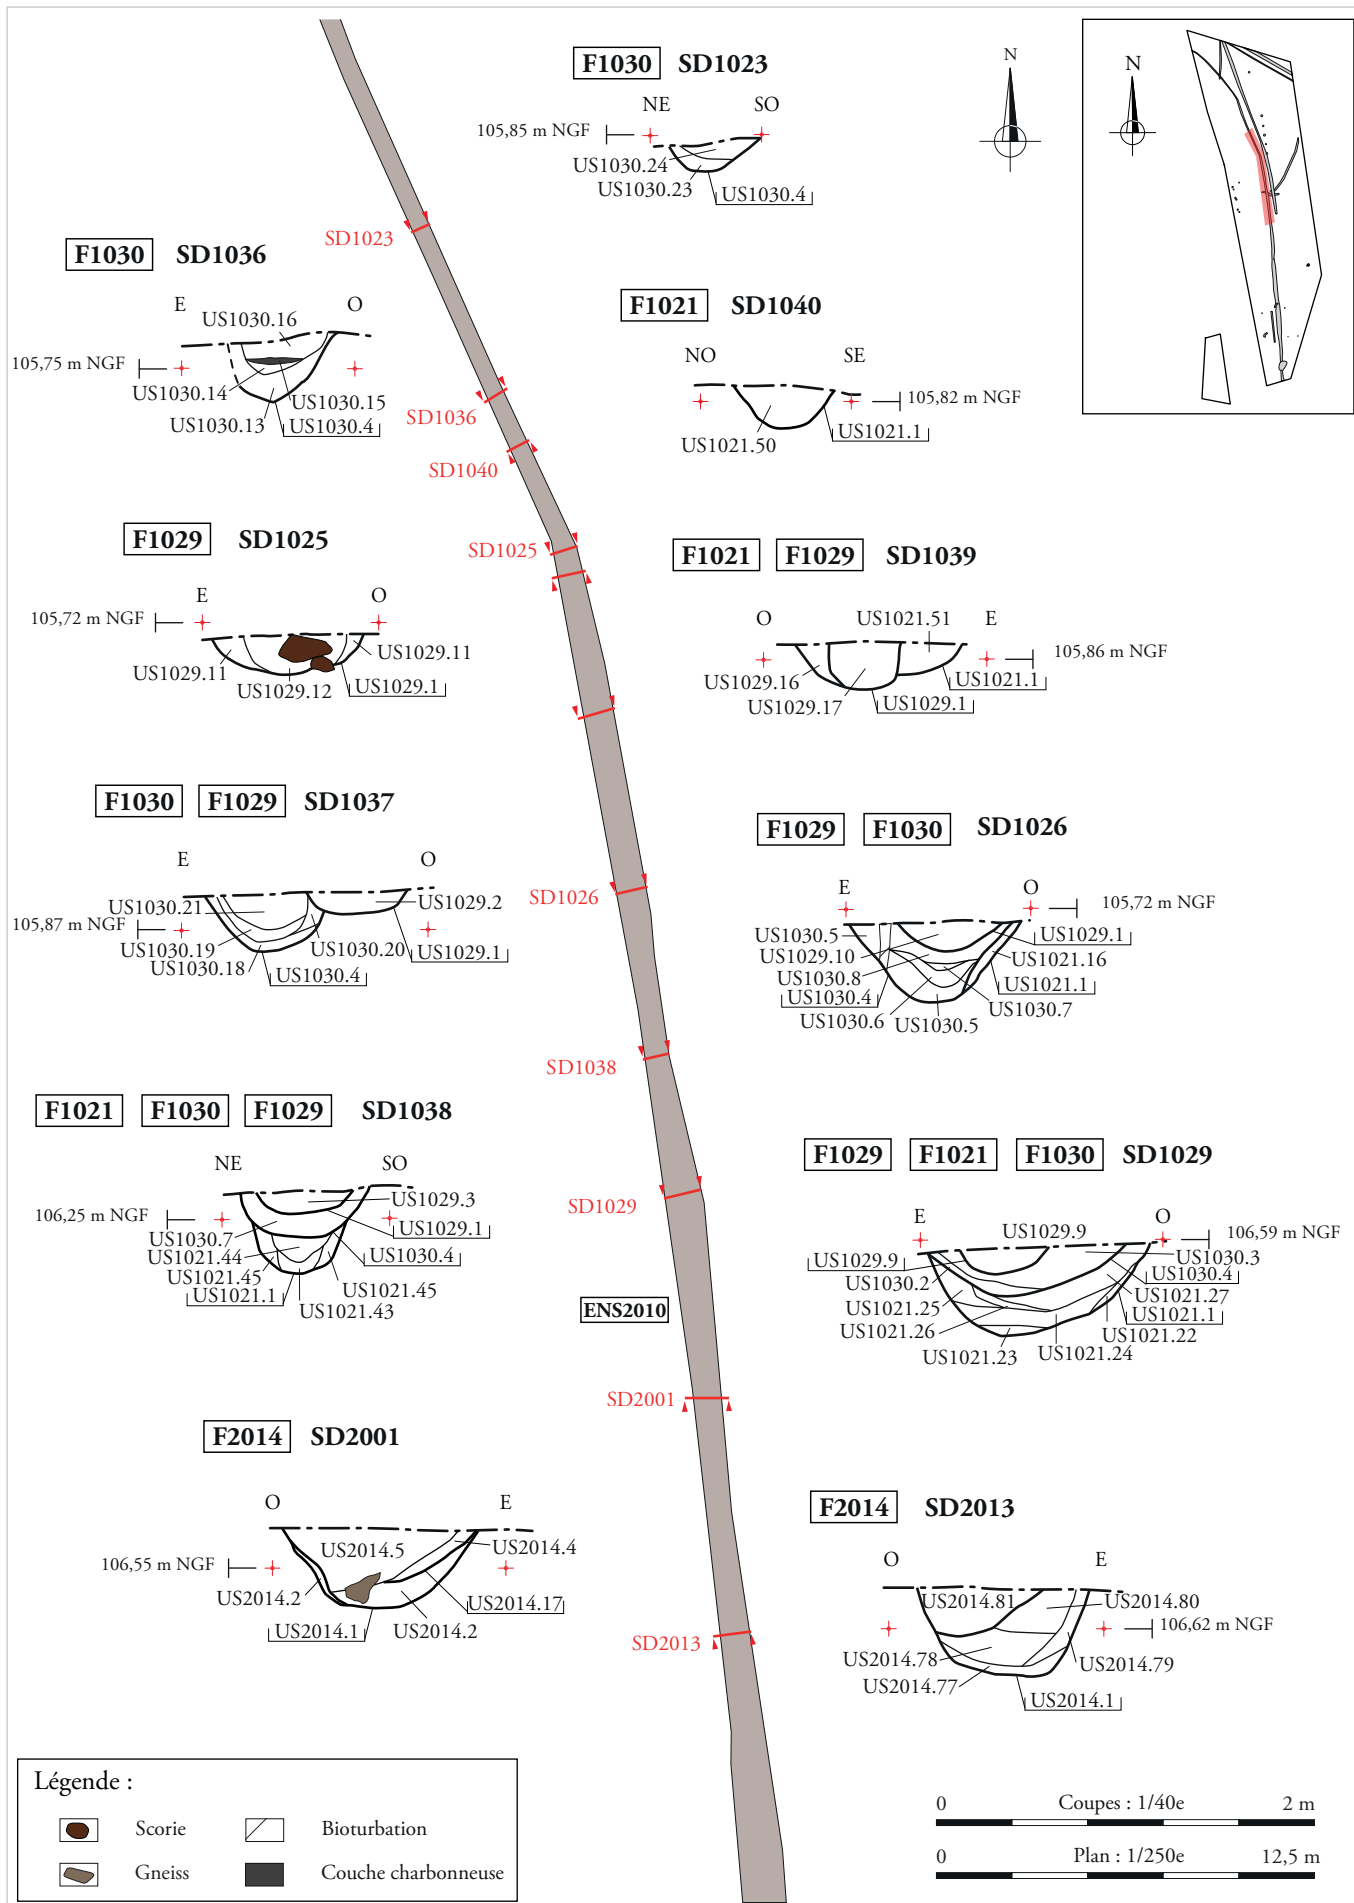 F1030 SD1023
NE SO
105,85 m NGF
US1030.24
US1030.23
US1030.4
N
N
SD1023
F1030 SD1036
E O
US1030.16
105,75 m NGF
US1030.14
US1030.15
US1030.13
US1030.4
SD1036
SD1040
F1021 SD1040
NO SE
105,82 m NGF
US1021.50
US1021.1
F1029 SD1025
E O
105,72 m NGF
US1029.11
US1029.11
US1029.12
US1029.1
SD1025
F1021 F1029 SD1039
O E
US1021.51
105,86 m NGF
US1029.16
US1021.1
US1029.17
US1029.1
F1030 F1029 SD1037
E O
US1030.21
US1029.2
105,87 m NGF
US1030.19
US1030.20
US1029.1
US1030.18
US1030.4
SD1026
F1029 F1030 SD1026
E O
105,72 m NGF
US1030.5
US1029.1
US1029.10
US1021.16
US1030.8
US1021.1
US1030.4
US1030.7
US1030.6
US1030.5
SD1038
F1021 F1030 F1029 SD1038
NE SO
US1029.3
106,25 m NGF
US1029.1
US1030.7
US1030.4
US1021.44
US1021.45
US1021.45
US1021.1
US1021.43
SD1029
F1029 F1021 F1030 SD1029
E O
US1029.9
106,59 m NGF
US1029.9
US1030.3
US1030.2
US1030.4
US1021.27
US1021.25
US1021.1
US1021.26
US1021.22
US1021.23
US1021.24
ENS2010
SD2001
F2014 SD2001
O E
US2014.5
US2014.4
106,55 m NGF
US2014.2
US2014.17
US2014.1
US2014.2
SD2013
F2014 SD2013
O E
US2014.81
US2014.80
106,62 m NGF
US2014.78
US2014.79
US2014.77
US2014.1
Légende :
Scorie Bioturbation
Gneiss Couche charbonneuse
0 Coupes : 1/40e 2 m
0 Plan : 1/250e 12,5 m